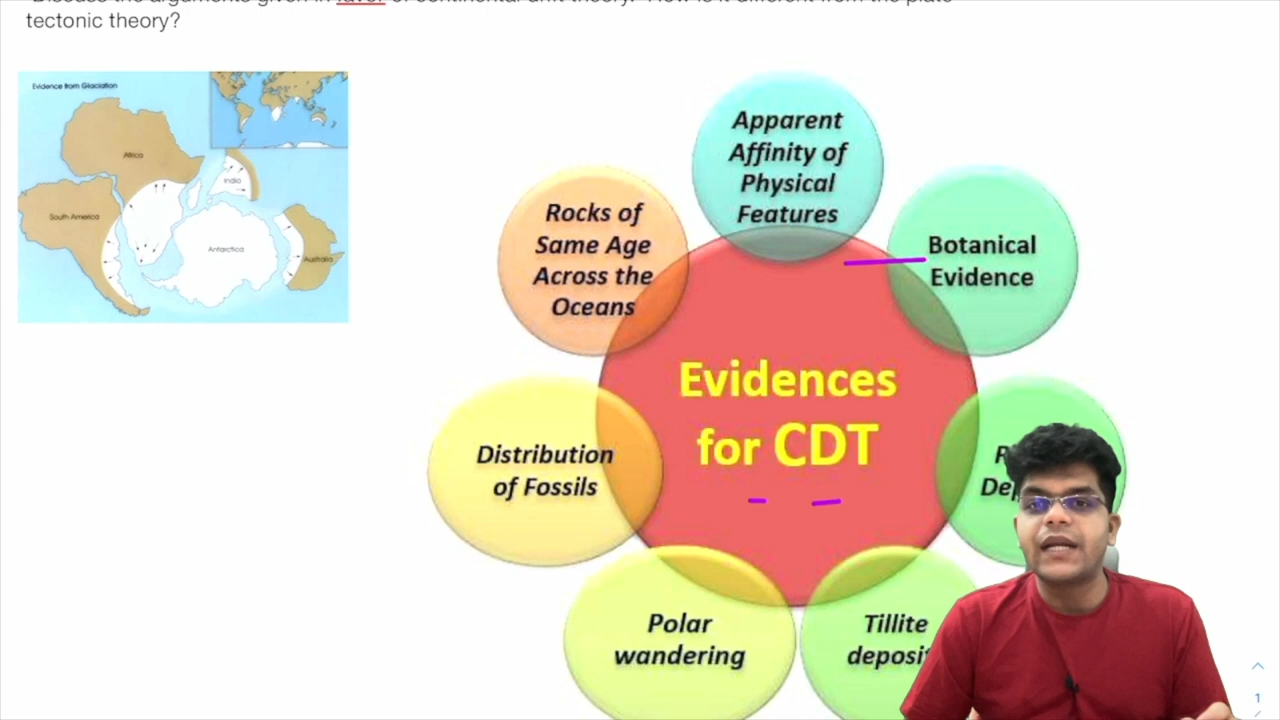 tectonic theory?
Evidence from Glaciation
Africa
India
South America
Antarctica
Australia
Apparent
Affinity of
Physical
Features
Rocks of
Same Age
Across the
Oceans
Botanical
Evidence
Evidences
for CDT
Distribution
of Fossils
Polar
wandering
Tillite
1